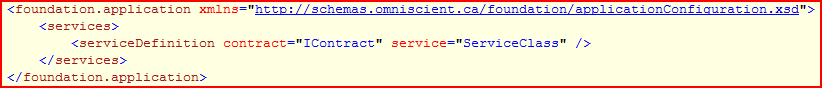 <foundation.application xmlns="http://schemas.omniscient.ca/foundation/applicationConfiguration.xsd">
<services>
<serviceDefinition contract="IContract" service="ServiceClass" />
</services>
</foundation.application>